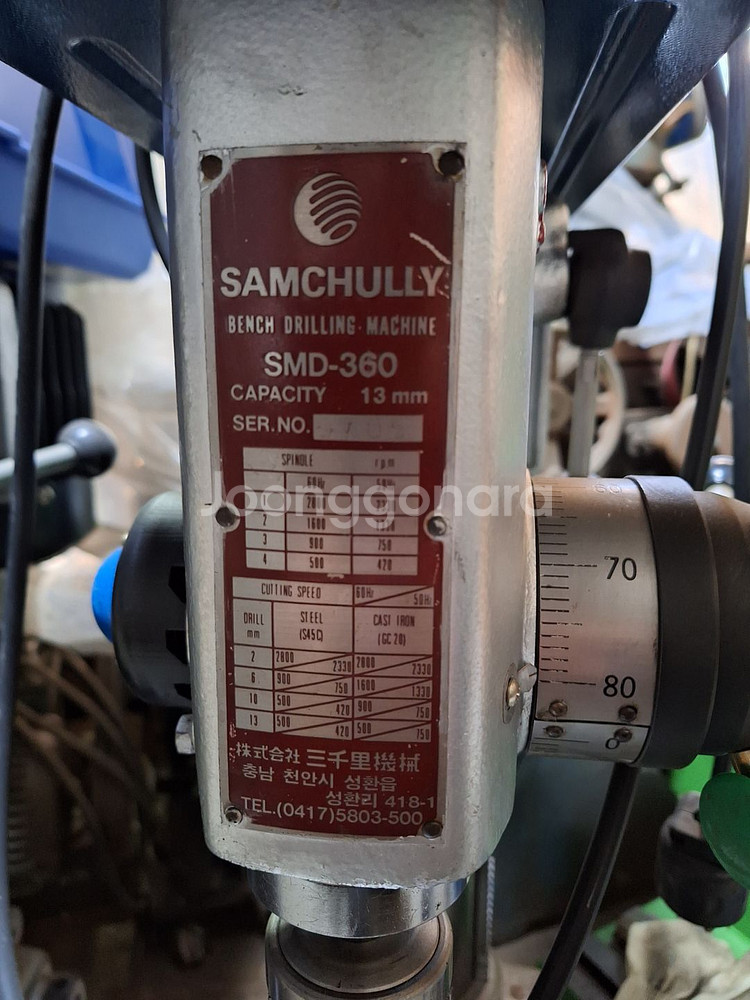 SAMCHULLY
BENCH DRILLING MACHINE
SMD-360
CAPACITY 13 mm
SER.NO.
SPINDLE rpm
60Hz 50Hz
2 1600
3 900 750
4 500 420
CUTTING SPEED 60Hz 50Hz
DRILL mm STEEL (S45C) CAST IRON (GC 20)
2 2800 2330 2800 2330
6 900 750 1600 1330
10 500 420 900 750
13 500 420 500 750
株式会社 三千里機械
충남 천안시 성환읍
성환리 418-1
TEL.(0417)5803-500
Joonggonara
70
80
0